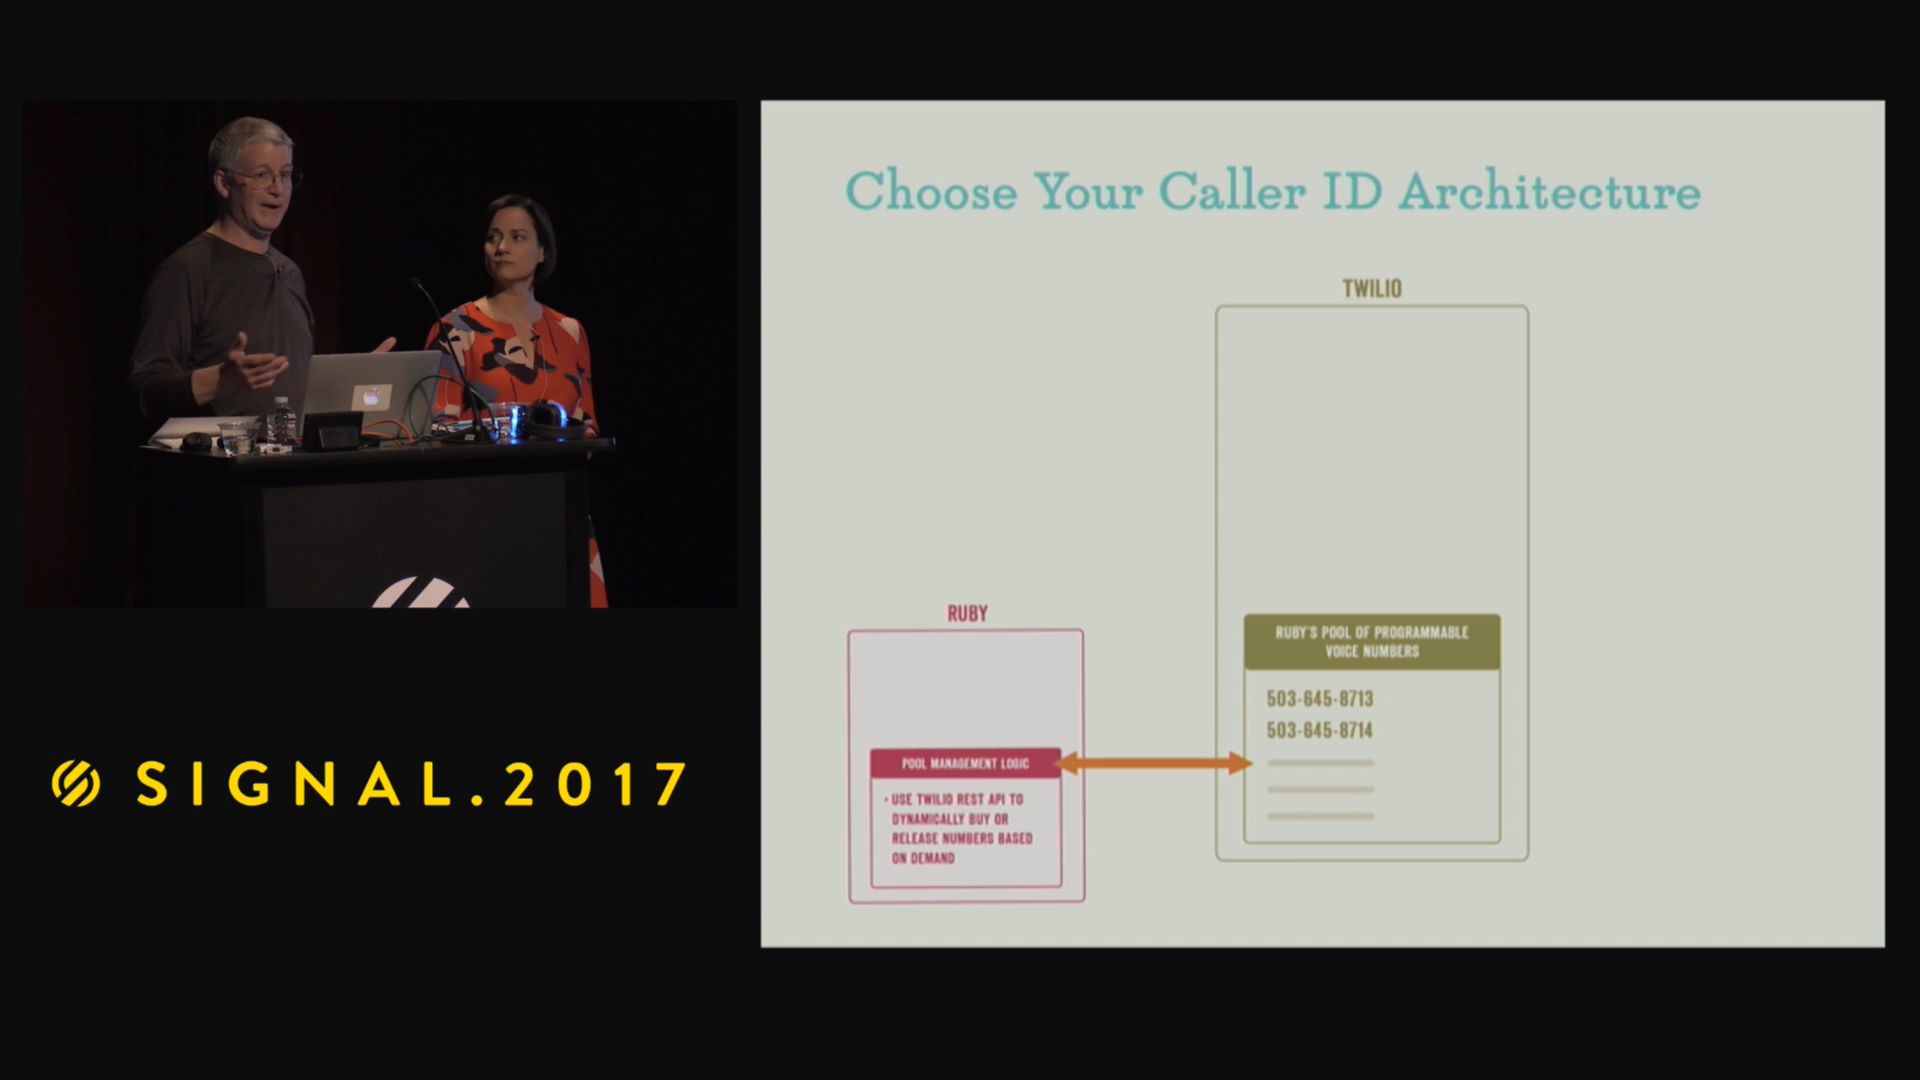 Choose Your Caller ID Architecture
TWILIO
RUBY
RUBY'S POOL OF PROGRAMMABLE
VOICE NUMBERS
503-645-8713
503-645-8714
POOL MANAGEMENT LOGIC
• USE TWILIO REST API TO
DYNAMICALLY BUY OR
RELEASE NUMBERS BASED
ON DEMAND
SIGNAL.2017